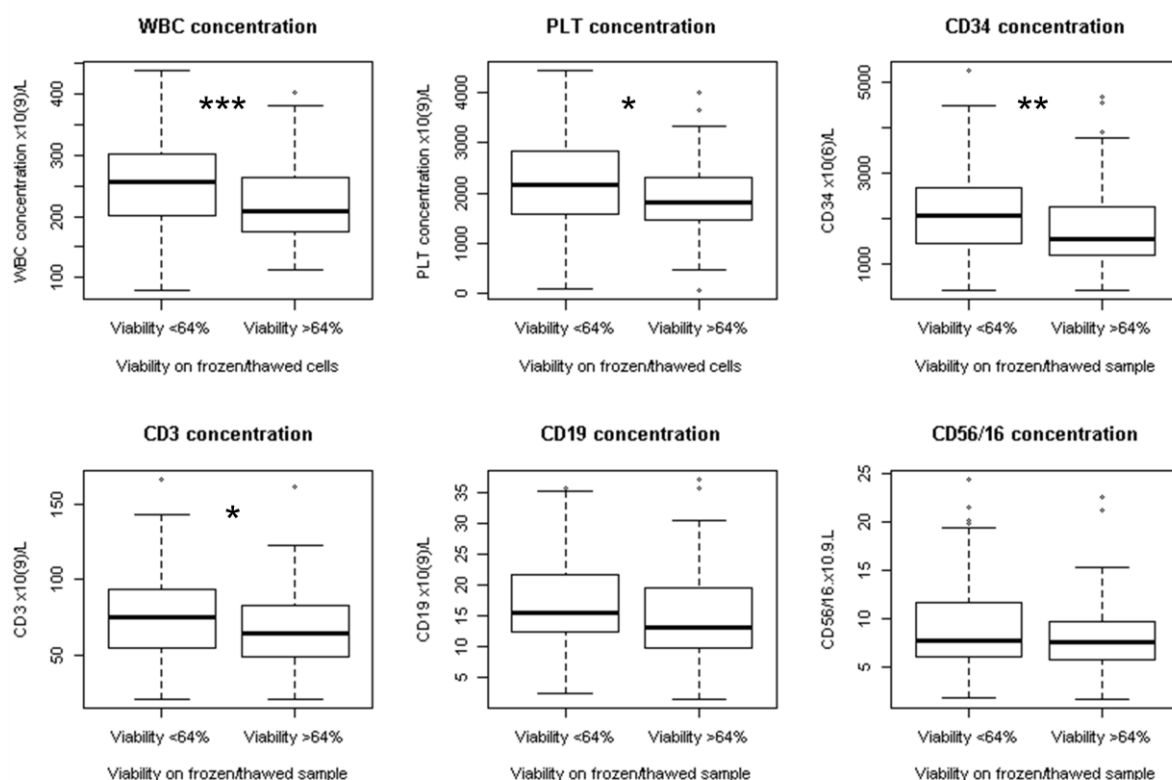 WBC concentration
WBC concentration x10(9)/L
400
300
200
100
***
Viability <64% Viability >64%
Viability on frozen/thawed cells
PLT concentration
PLT concentration x10(9)/L
4000
3000
2000
1000
0
*
Viability <64% Viability >64%
Viability on frozen/thawed cells
CD34 concentration
CD34 x10(6)/L
5000
3000
1000
**
Viability <64% Viability >64%
Viability on frozen/thawed sample
CD3 concentration
CD3 x10(9)/L
150
100
50
*
Viability <64% Viability >64%
Viability on frozen/thawed sample
CD19 concentration
CD19 x10(9)/L
35
30
25
20
15
10
5
Viability <64% Viability >64%
Viability on frozen/thawed sample
CD56/16 concentration
CD56/16.x10.9.L
25
20
15
10
5
Viability <64% Viability >64%
Viability on frozen/thawed sample